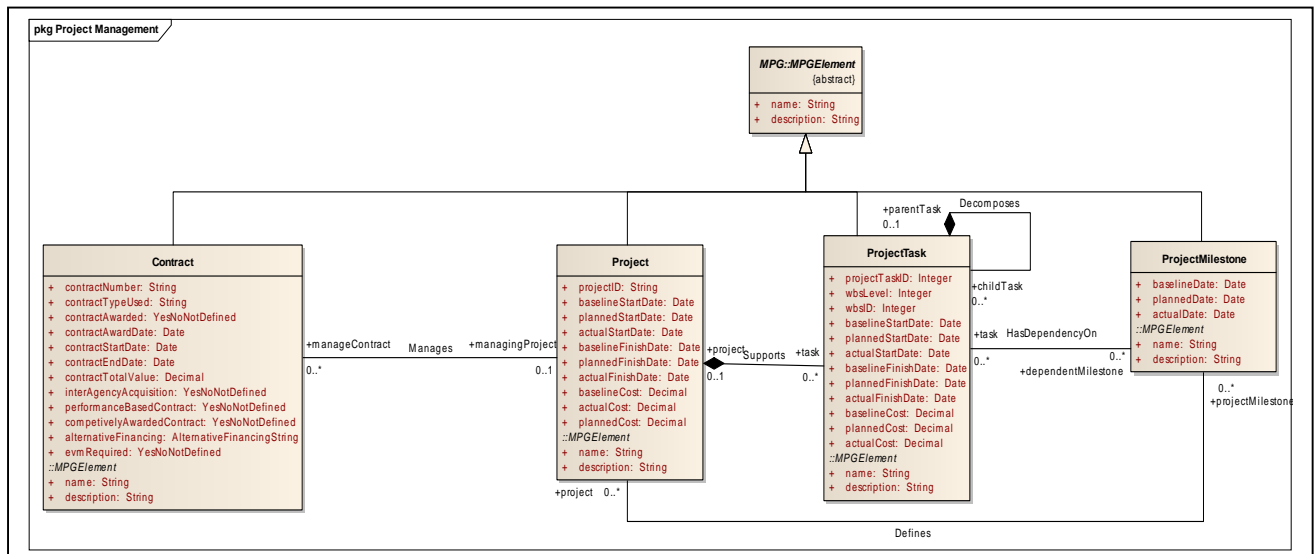 pkg Project Management
MPG::MPGElement
{abstract}
+ name: String
+ description: String
Contract
+ contractNumber: String
+ contractTypeUsed: String
+ contractAwarded: YesNoNotDefined
+ contractAwardDate: Date
+ contractStartDate: Date
+ contractEndDate: Date
+ contractTotalValue: Decimal
+ interAgencyAcquisition: YesNoNotDefined
+ performanceBasedContract: YesNoNotDefined
+ competivelyAwardedContract: YesNoNotDefined
+ alternativeFinancing: AlternativeFinancingString
+ evmRequired: YesNoNotDefined
::MPGElement
+ name: String
+ description: String
+manageContract
0..*
Manages
+managingProject
0..1
Project
+ projectID: String
+ baselineStartDate: Date
+ plannedStartDate: Date
+ actualStartDate: Date
+ baselineFinishDate: Date
+ plannedFinishDate: Date
+ actualFinishDate: Date
+ baselineCost: Decimal
+ actualCost: Decimal
+ plannedCost: Decimal
::MPGElement
+ name: String
+ description: String
+project 0..*
+project
0..1
Supports
+task
0..*
+parentTask
0..1
Decomposes
ProjectTask
+ projectTaskID: Integer
+ wbsLevel: Integer
+ wbsID: Integer
+ baselineStartDate: Date
+ plannedStartDate: Date
+ actualStartDate: Date
+ baselineFinishDate: Date
+ plannedFinishDate: Date
+ actualFinishDate: Date
+ baselineCost: Decimal
+ plannedCost: Decimal
+ actualCost: Decimal
::MPGElement
+ name: String
+ description: String
+childTask
0..*
+task HasDependencyOn
0..*
0..*
+dependentMilestone
ProjectMilestone
+ baselineDate: Date
+ plannedDate: Date
+ actualDate: Date
::MPGElement
+ name: String
+ description: String
0..*
+projectMilestone
Defines